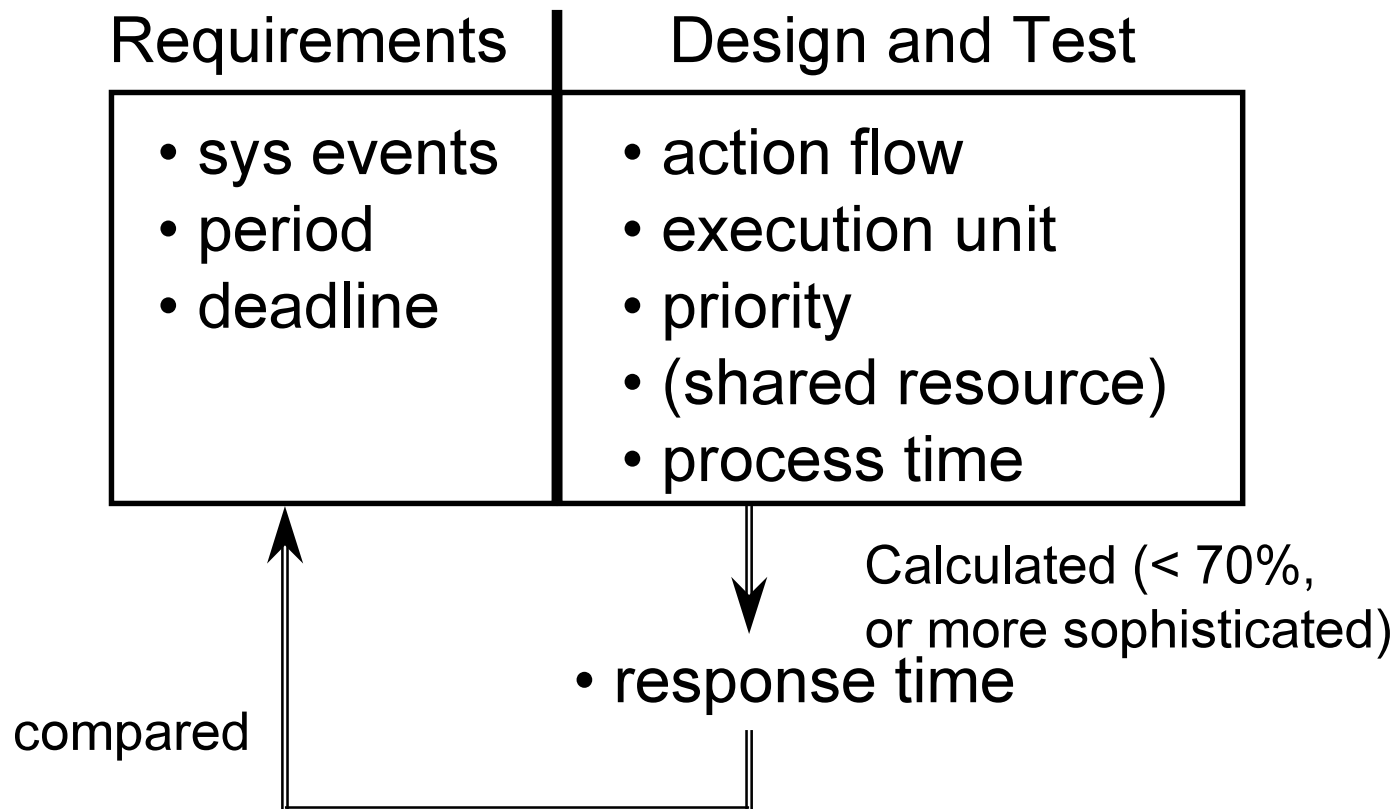 Requirements
Design and Test
• sys events
• period
• deadline
• action flow
• execution unit
• priority
• (shared resource)
• process time
Calculated (< 70%,
or more sophisticated)
• response time
compared